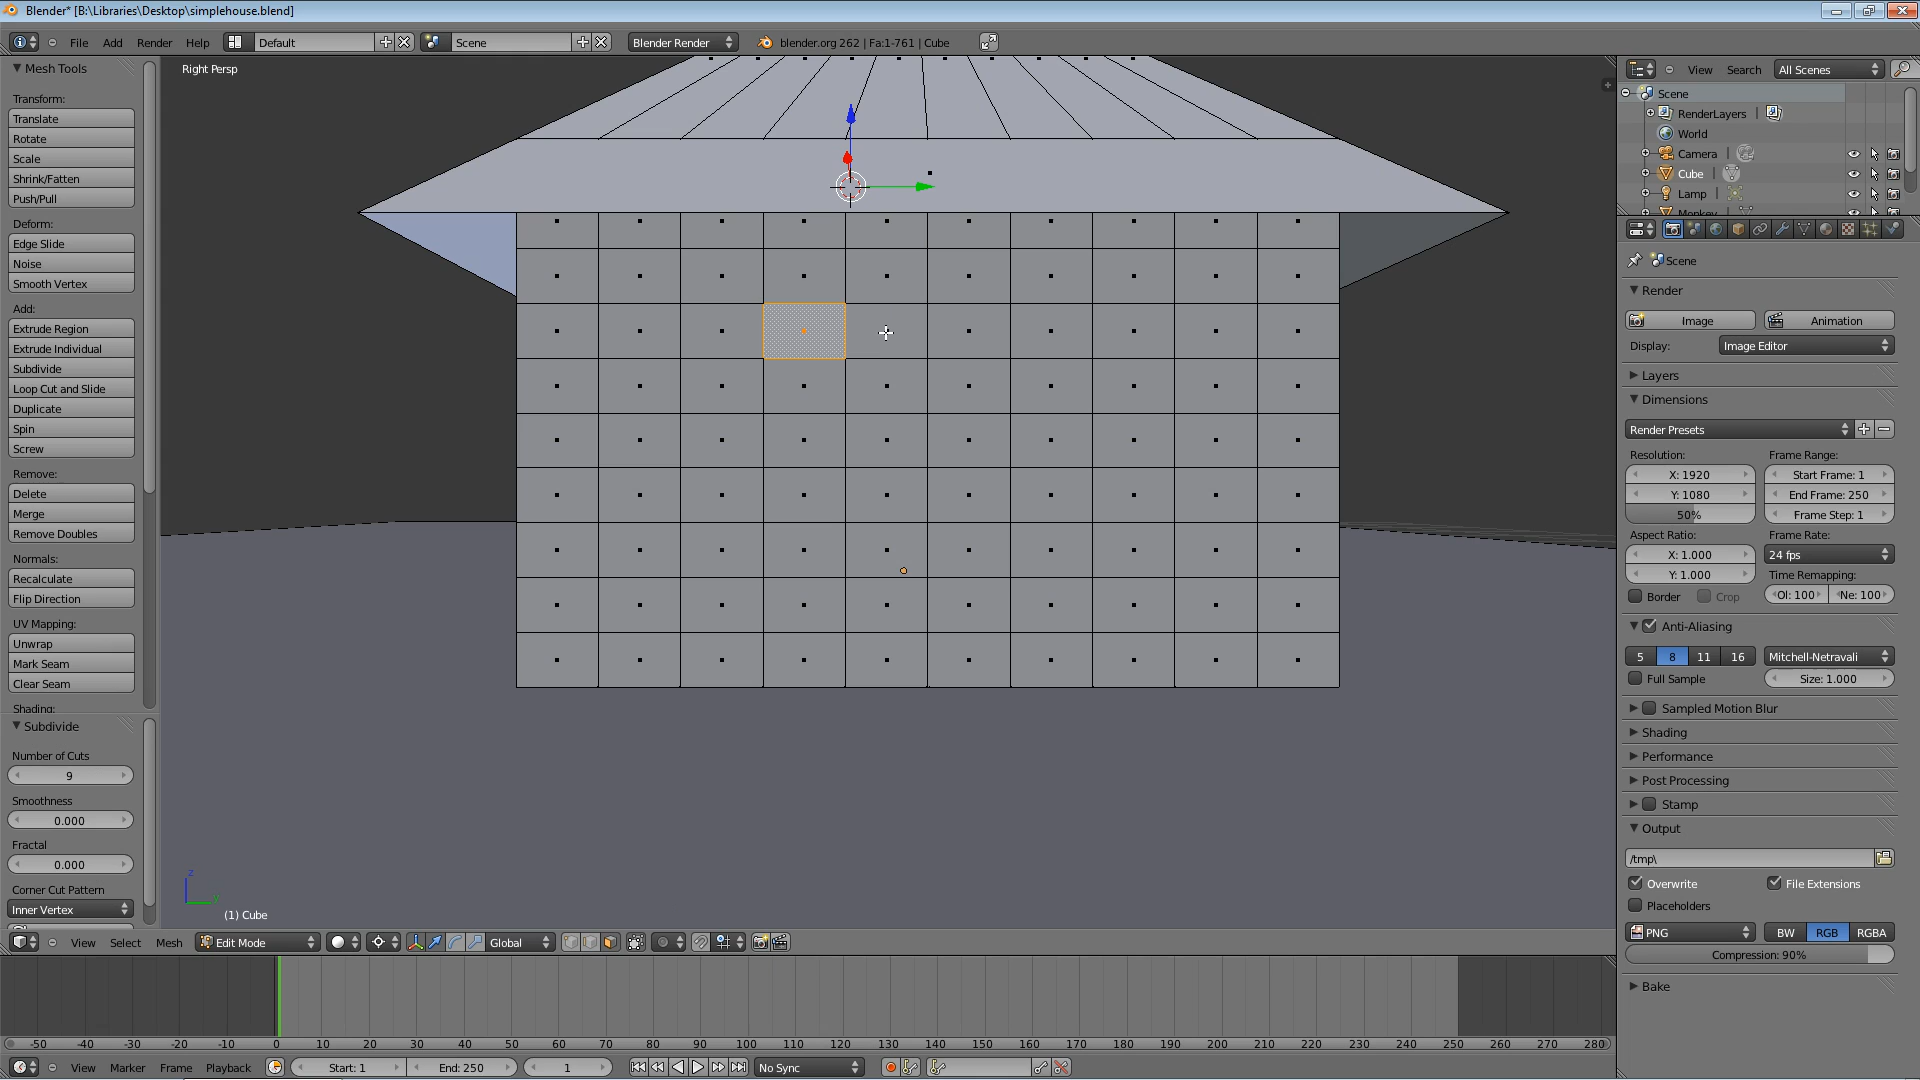 Blender* [B:\Libraries\Desktop\simplehouse.blend]
File Add Render Help Default Scene Blender Render blender.org 262 | Fa:1-761 | Cube
Mesh Tools
Transform:
Translate
Rotate
Scale
Shrink/Fatten
Push/Pull
Deform:
Edge Slide
Noise
Smooth Vertex
Add:
Extrude Region
Extrude Individual
Subdivide
Loop Cut and Slide
Duplicate
Spin
Screw
Remove:
Delete
Merge
Remove Doubles
Normals:
Recalculate
Flip Direction
UV Mapping:
Unwrap
Mark Seam
Clear Seam
Shading:
Subdivide
Number of Cuts
9
Smoothness
0.000
Fractal
0.000
Corner Cut Pattern
Inner Vertex
Right Persp
z
y
(1) Cube
View Select Mesh Edit Mode Global
-50 -40 -30 -20 -10 0 10 20 30 40 50 60 70 80 90 100 110 120 130 140 150 160 170 180 190 200 210 220 230 240 250 260 270 280
View Marker Frame Playback Start: 1 End: 250 1 No Sync
View Search All Scenes
Scene
RenderLayers |
World
Camera |
Cube |
Lamp |
Monkey |
Scene
Render
Image Animation
Display: Image Editor
Layers
Dimensions
Render Presets
Resolution: Frame Range:
X: 1920 Start Frame: 1
Y: 1080 End Frame: 250
50% Frame Step: 1
Aspect Ratio: Frame Rate:
X: 1.000 24 fps
Y: 1.000 Time Remapping:
Border Crop Ol: 100 Ne: 100
Anti-Aliasing
5 8 11 16 Mitchell-Netravali
Full Sample Size: 1.000
Sampled Motion Blur
Shading
Performance
Post Processing
Stamp
Output
/tmp\
Overwrite File Extensions
Placeholders
PNG BW RGB RGBA
Compression: 90%
Bake